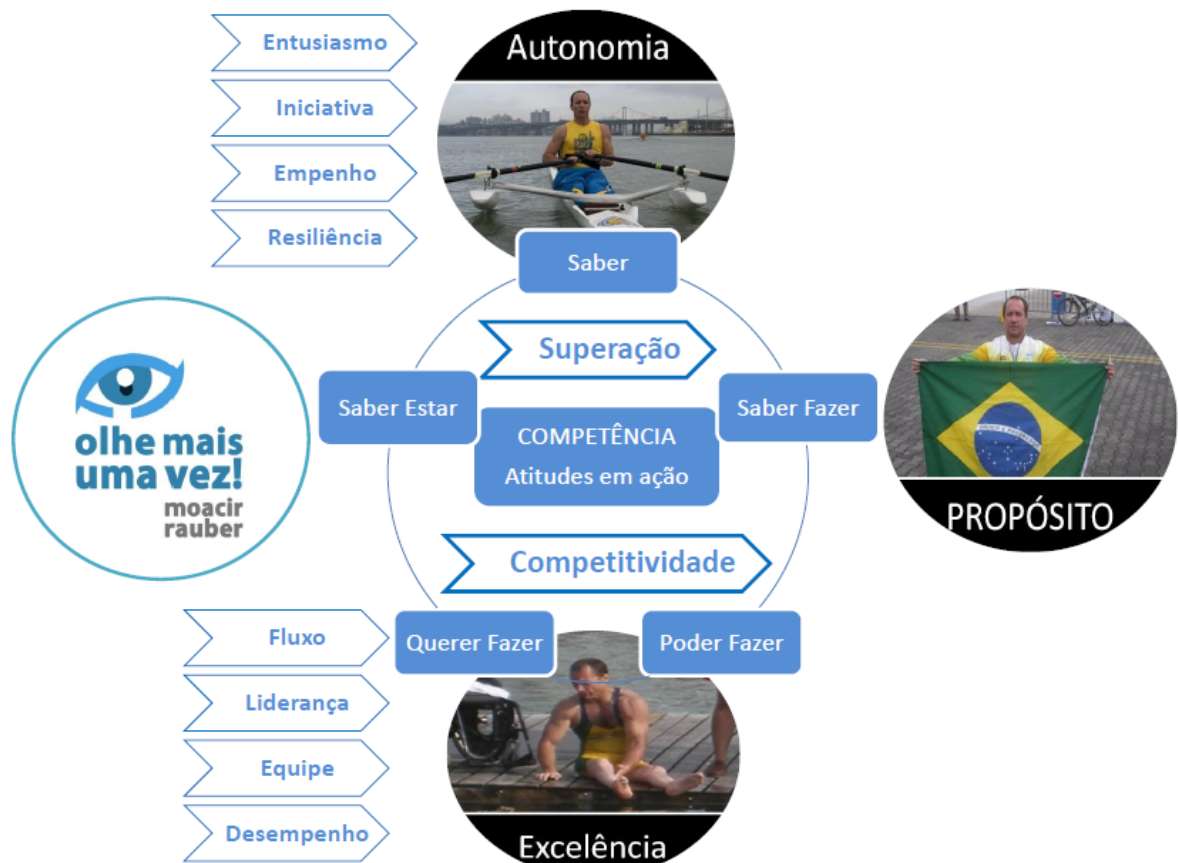 Entusiasmo
Iniciativa
Empenho
Resiliência
Autonomia
Saber
Superação
Saber Estar
Saber Fazer
COMPETÊNCIA
Atitudes em ação
olhe mais
uma vez!
moacir
rauber
PROPÓSITO
Competitividade
Querer Fazer
Poder Fazer
Fluxo
Liderança
Equipe
Desempenho
Excelência